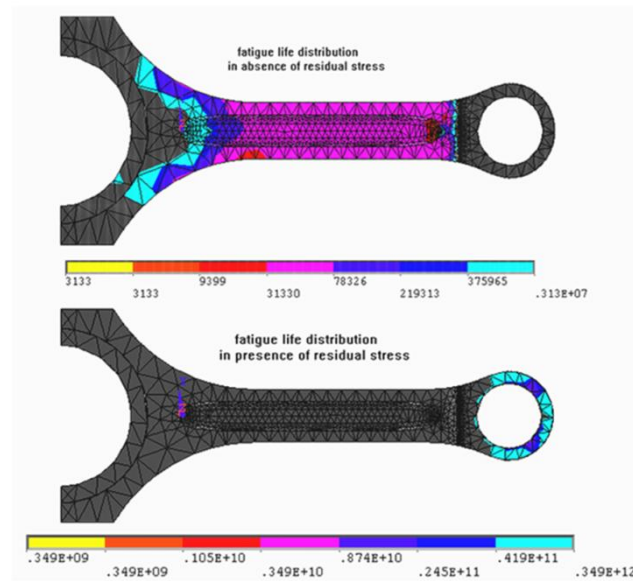 fatigue life distribution
in absence of residual stress
3133 9399 78326 375965
3133 31330 219313 .313E+07
fatigue life distribution
in presence of residual stress
.349E+09 .105E+10 .874E+10 .419E+11
.349E+09 .349E+10 .245E+11 .349E+12